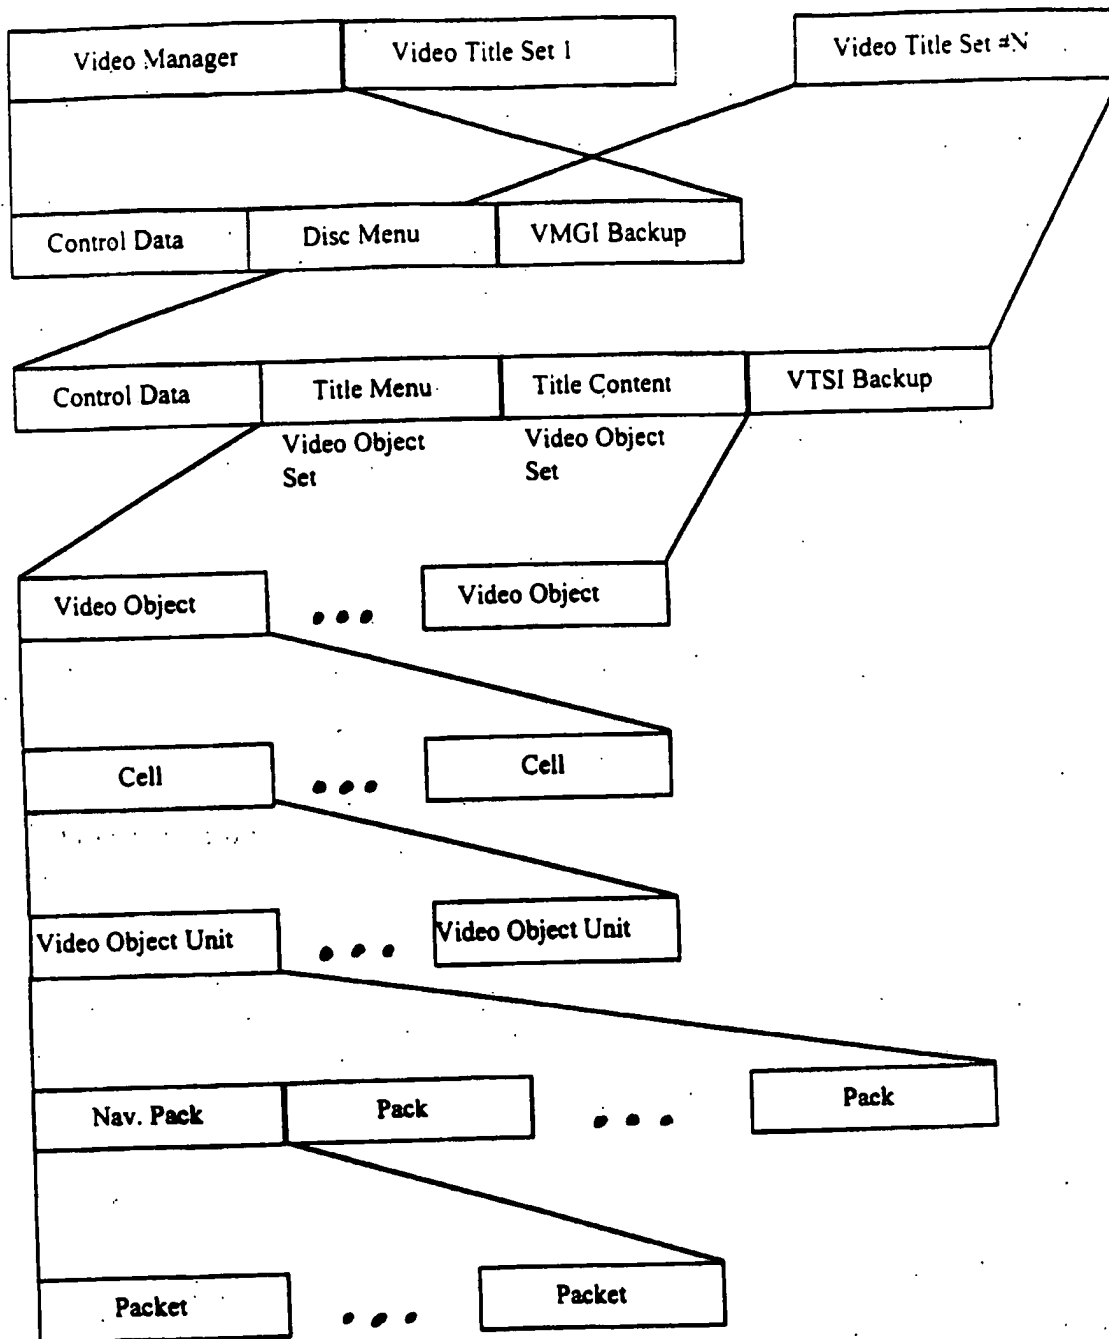 Video Manager
Video Title Set 1
Video Title Set #N
Control Data
Disc Menu
VMGI Backup
Control Data
Title Menu
Title Content
VTSI Backup
Video Object
Set
Video Object
Set
Video Object
Video Object
Cell
Cell
Video Object Unit
Video Object Unit
Nav. Pack
Pack
Pack
Packet
Packet